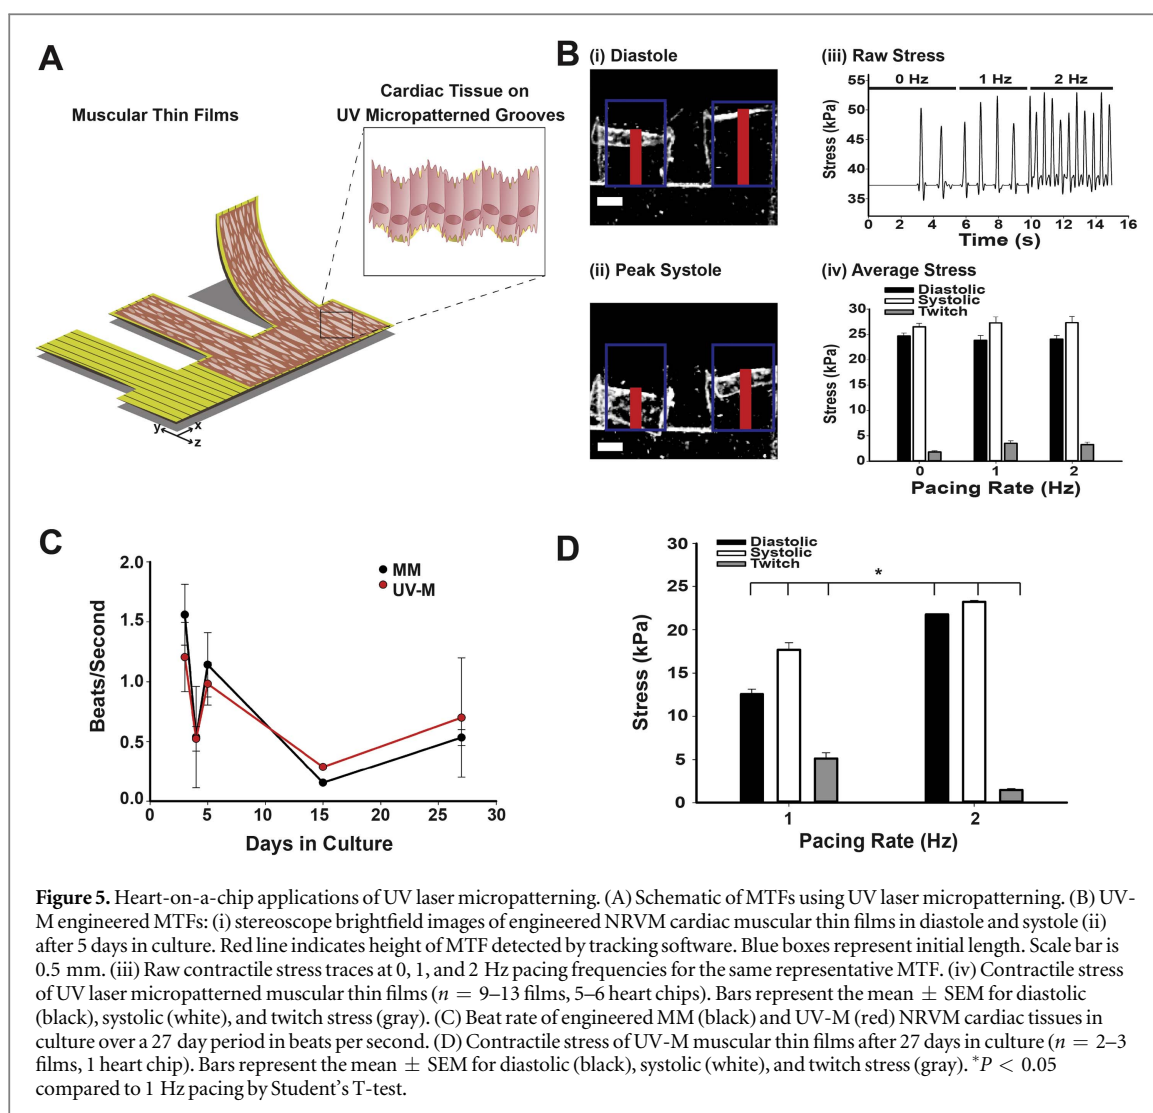 A
Muscular Thin Films
Cardiac Tissue on
UV Micropatterned Grooves
y
x
z
B
(i) Diastole
(ii) Peak Systole
(iii) Raw Stress
0 Hz 1 Hz 2 Hz
Stress (kPa)
55
50
45
40
35
0 2 4 6 8 10 12 14 16
Time (s)
(iv) Average Stress
Diastolic
Systolic
Twitch
Stress (kPa)
30
25
20
15
10
5
0
0 1 2
Pacing Rate (Hz)
C
MM
UV-M
Beats/Second
2.0
1.5
1.0
0.5
0.0
0 5 10 15 20 25 30
Days in Culture
D
Diastolic
Systolic
Twitch
*
Stress (kPa)
30
25
20
15
10
5
0
1 2
Pacing Rate (Hz)
Figure 5. Heart-on-a-chip applications of UV laser micropatterning. (A) Schematic of MTFs using UV laser micropatterning. (B) UV-
M engineered MTFs: (i) stereoscope brightfield images of engineered NRVM cardiac muscular thin films in diastole and systole (ii)
after 5 days in culture. Red line indicates height of MTF detected by tracking software. Blue boxes represent initial length. Scale bar is
0.5 mm. (iii) Raw contractile stress traces at 0, 1, and 2 Hz pacing frequencies for the same representative MTF. (iv) Contractile stress
of UV laser micropatterned muscular thin films (n = 9–13 films, 5–6 heart chips). Bars represent the mean ± SEM for diastolic
(black), systolic (white), and twitch stress (gray). (C) Beat rate of engineered MM (black) and UV-M (red) NRVM cardiac tissues in
culture over a 27 day period in beats per second. (D) Contractile stress of UV-M muscular thin films after 27 days in culture (n = 2–3
films, 1 heart chip). Bars represent the mean ± SEM for diastolic (black), systolic (white), and twitch stress (gray). *P < 0.05
compared to 1 Hz pacing by Student's T-test.